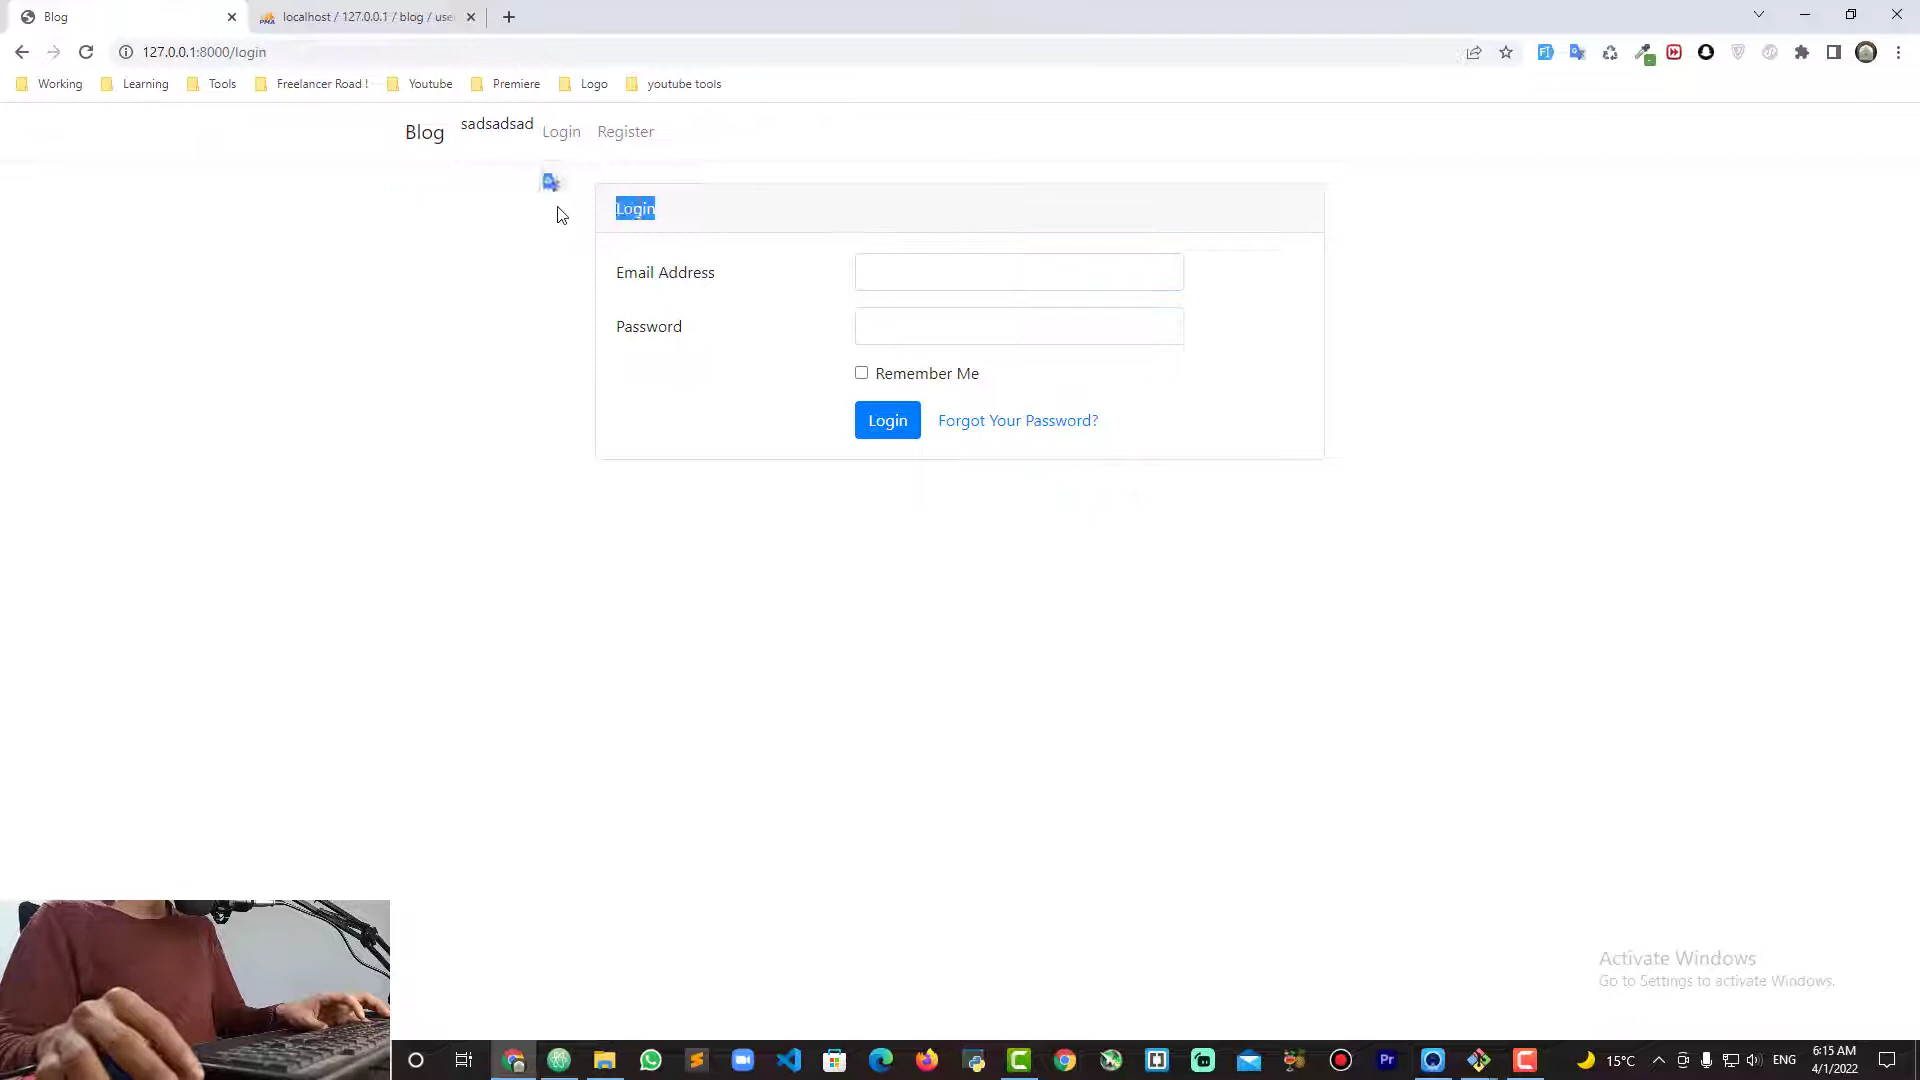 Blog
localhost / 127.0.0.1 / blog / use
127.0.0.1:8000/login
Working
Learning
Tools
Freelancer Road !
Youtube
Premiere
Logo
youtube tools
Blog
sadsadsad
Login
Register
Login
Email Address
Password
Remember Me
Login
Forgot Your Password?
Activate Windows
Go to Settings to activate Windows.
15°C
ENG
6:15 AM
4/1/2022